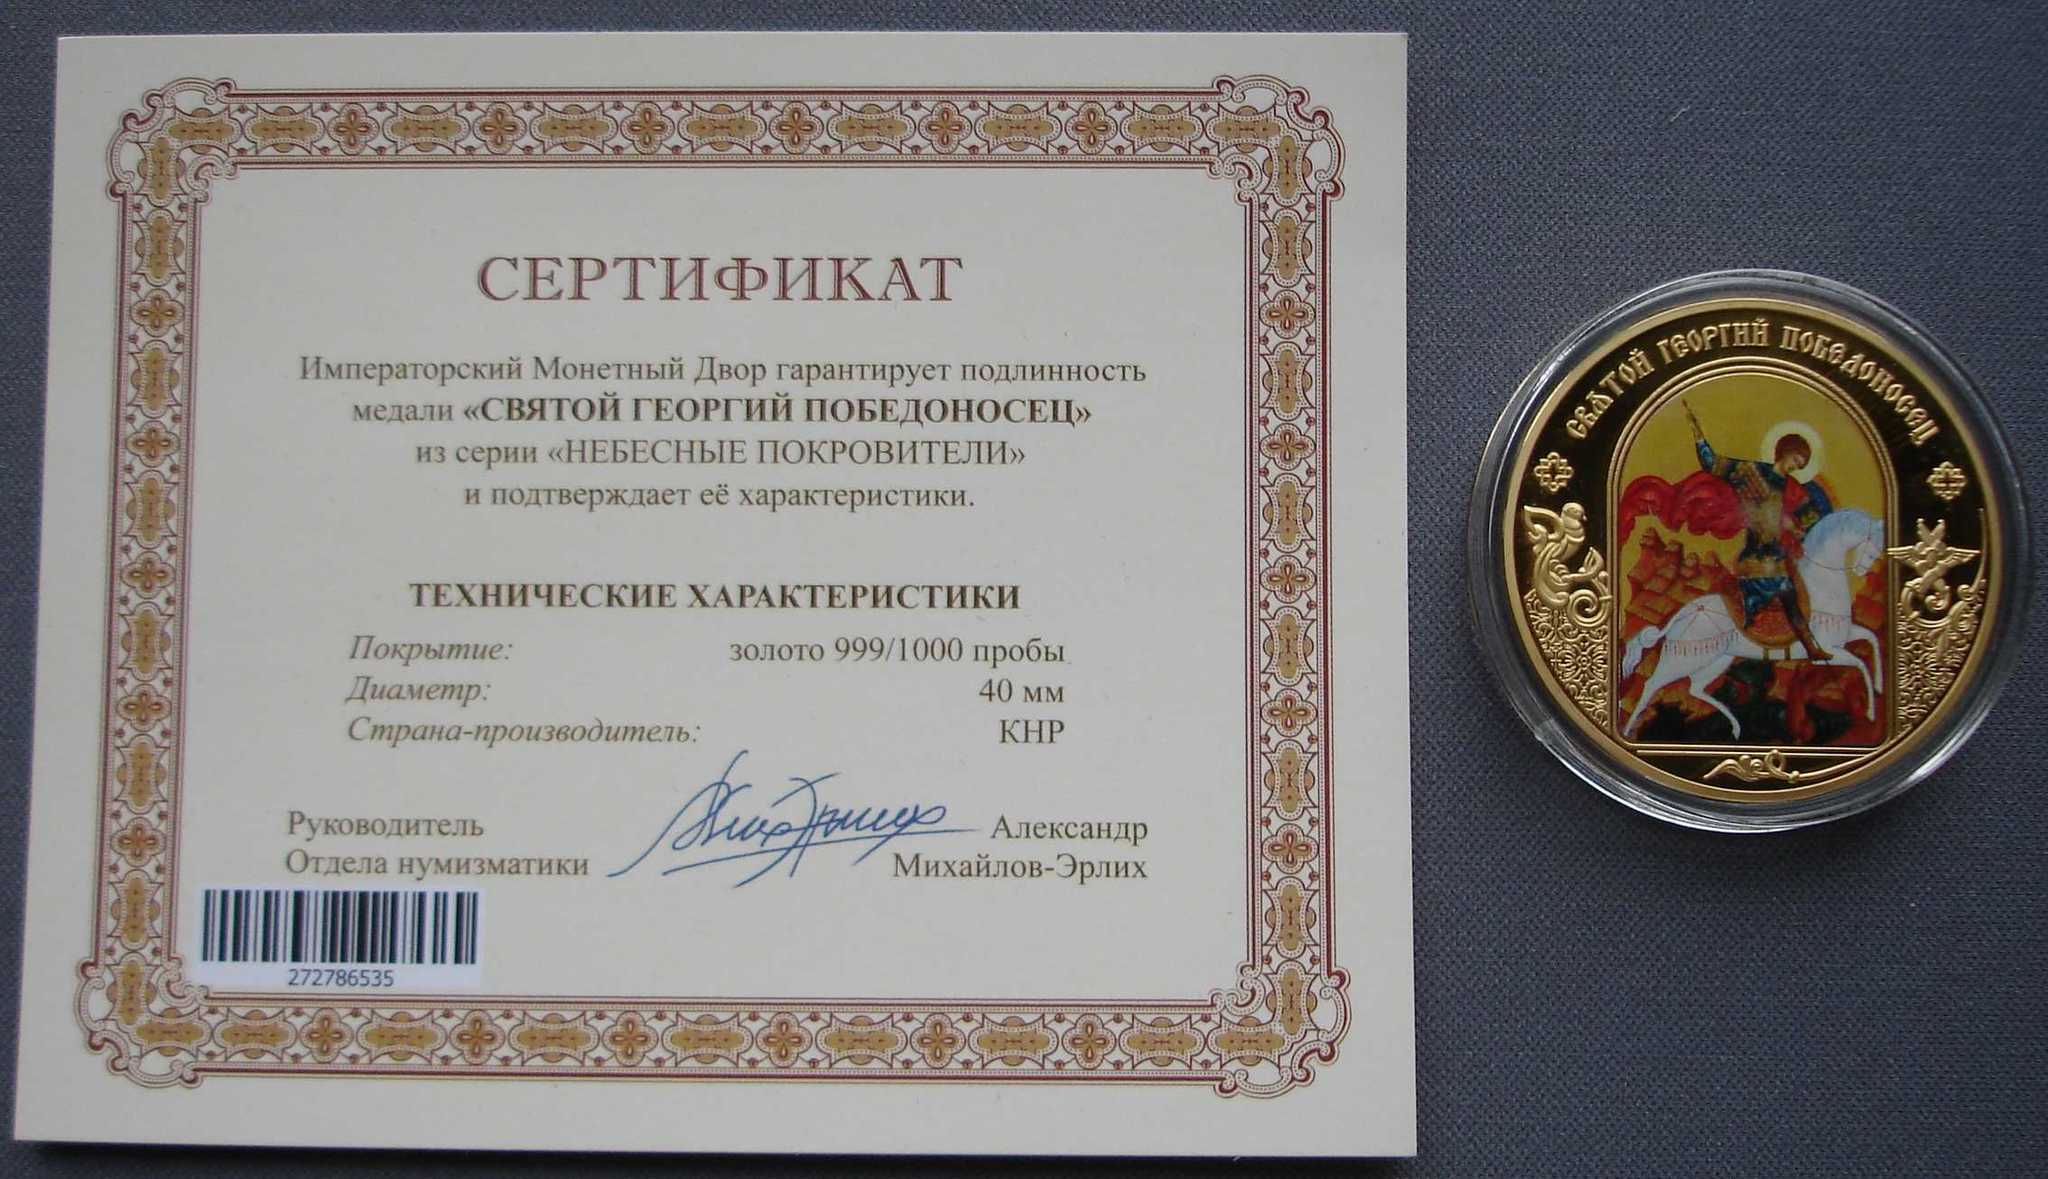 СЕРТИФИКАТ
Императорский Монетный Двор гарантирует подлинность
медали «СВЯТОЙ ГЕОРГИЙ ПОБЕДОНОСЕЦ»
из серии «НЕБЕСНЫЕ ПОКРОВИТЕЛИ»
и подтверждает её характеристики.
ТЕХНИЧЕСКИЕ ХАРАКТЕРИСТИКИ
Покрытие: золото 999/1000 пробы
Диаметр: 40 мм
Страна-производитель: КНР
Руководитель Александр
Отдела нумизматики Михайлов-Эрлих
272786535
СВЯТОЙ ГЕОРГИЙ ПОБЕДОНОСЕЦ